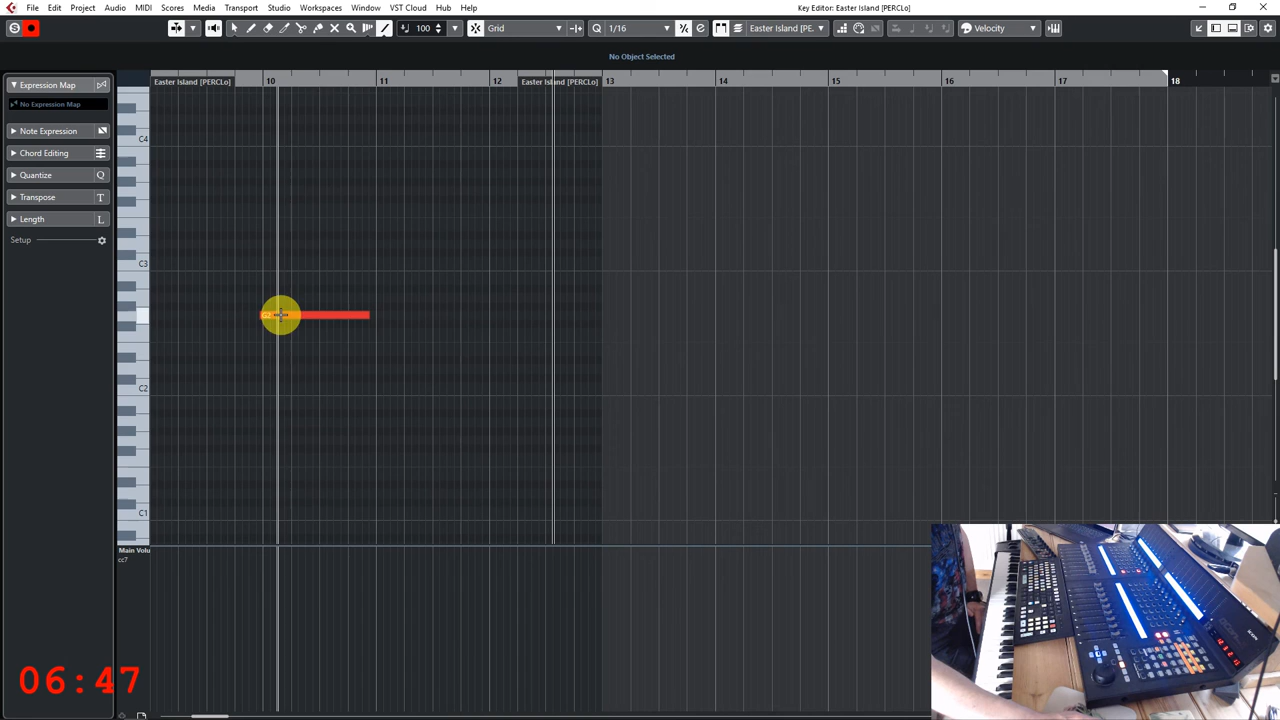 File Edit Project Audio MIDI Scores Media Transport Studio Workspaces Window VST Cloud Hub Help
Key Editor: Easter Island [PERCLo]
S 100 Grid Q 1/16 Easter Island [PE. Velocity
No Object Selected
Easter Island [PERCLo] 10 11 12 Easter Island [PERCLo] 13 14 15 16 17 18
Expression Map
No Expression Map
Note Expression
Chord Editing
Quantize Q
Transpose T
Length L
Setup
C4
C3
C2
C1
Main Volu
cc7
06:47